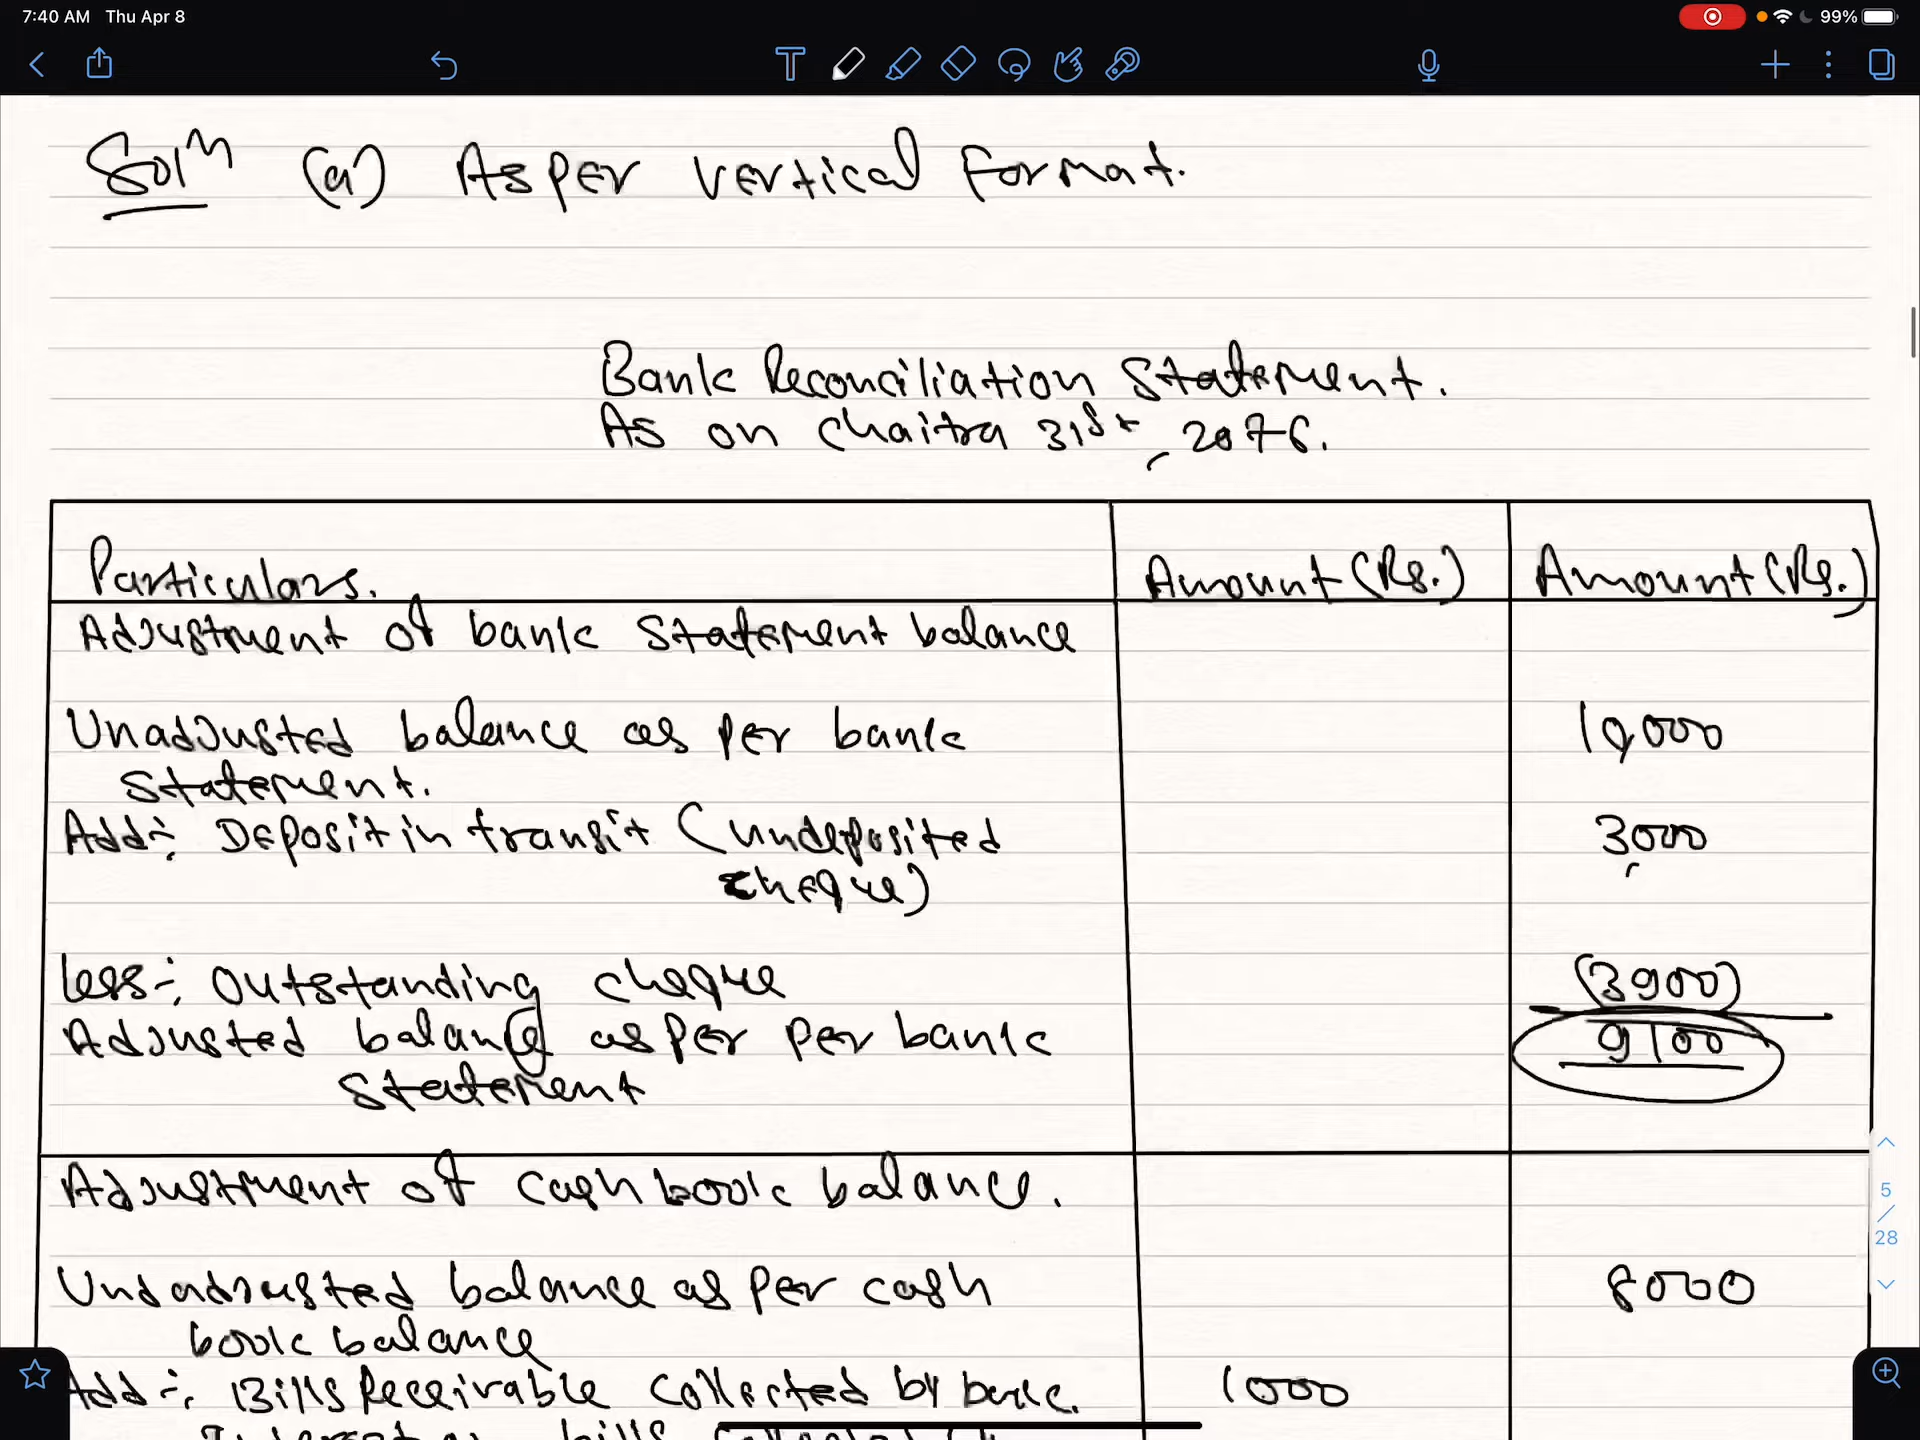 7:40 AM Thu Apr 8
99%
Solⁿ (a) As per vertical format.
Bank Reconciliation Statement.
As on chaitra 31st, 2076.
Particulars. Amount (Rs.) Amount (Rs.)
Adjustment of bank statement balance
Unadjusted balance as per bank 10,000
statement.
Add:- Deposit in transit (undeposited 3,000
cheque)
Less:- Outstanding cheque (3900)
Adjusted balance as per per bank 9100
statement
Adjustment of cash book balance.
Undadjusted balance as per cash 8000
book balance
Add:- Bills Receivable collected by bank. 1000
5
/
28